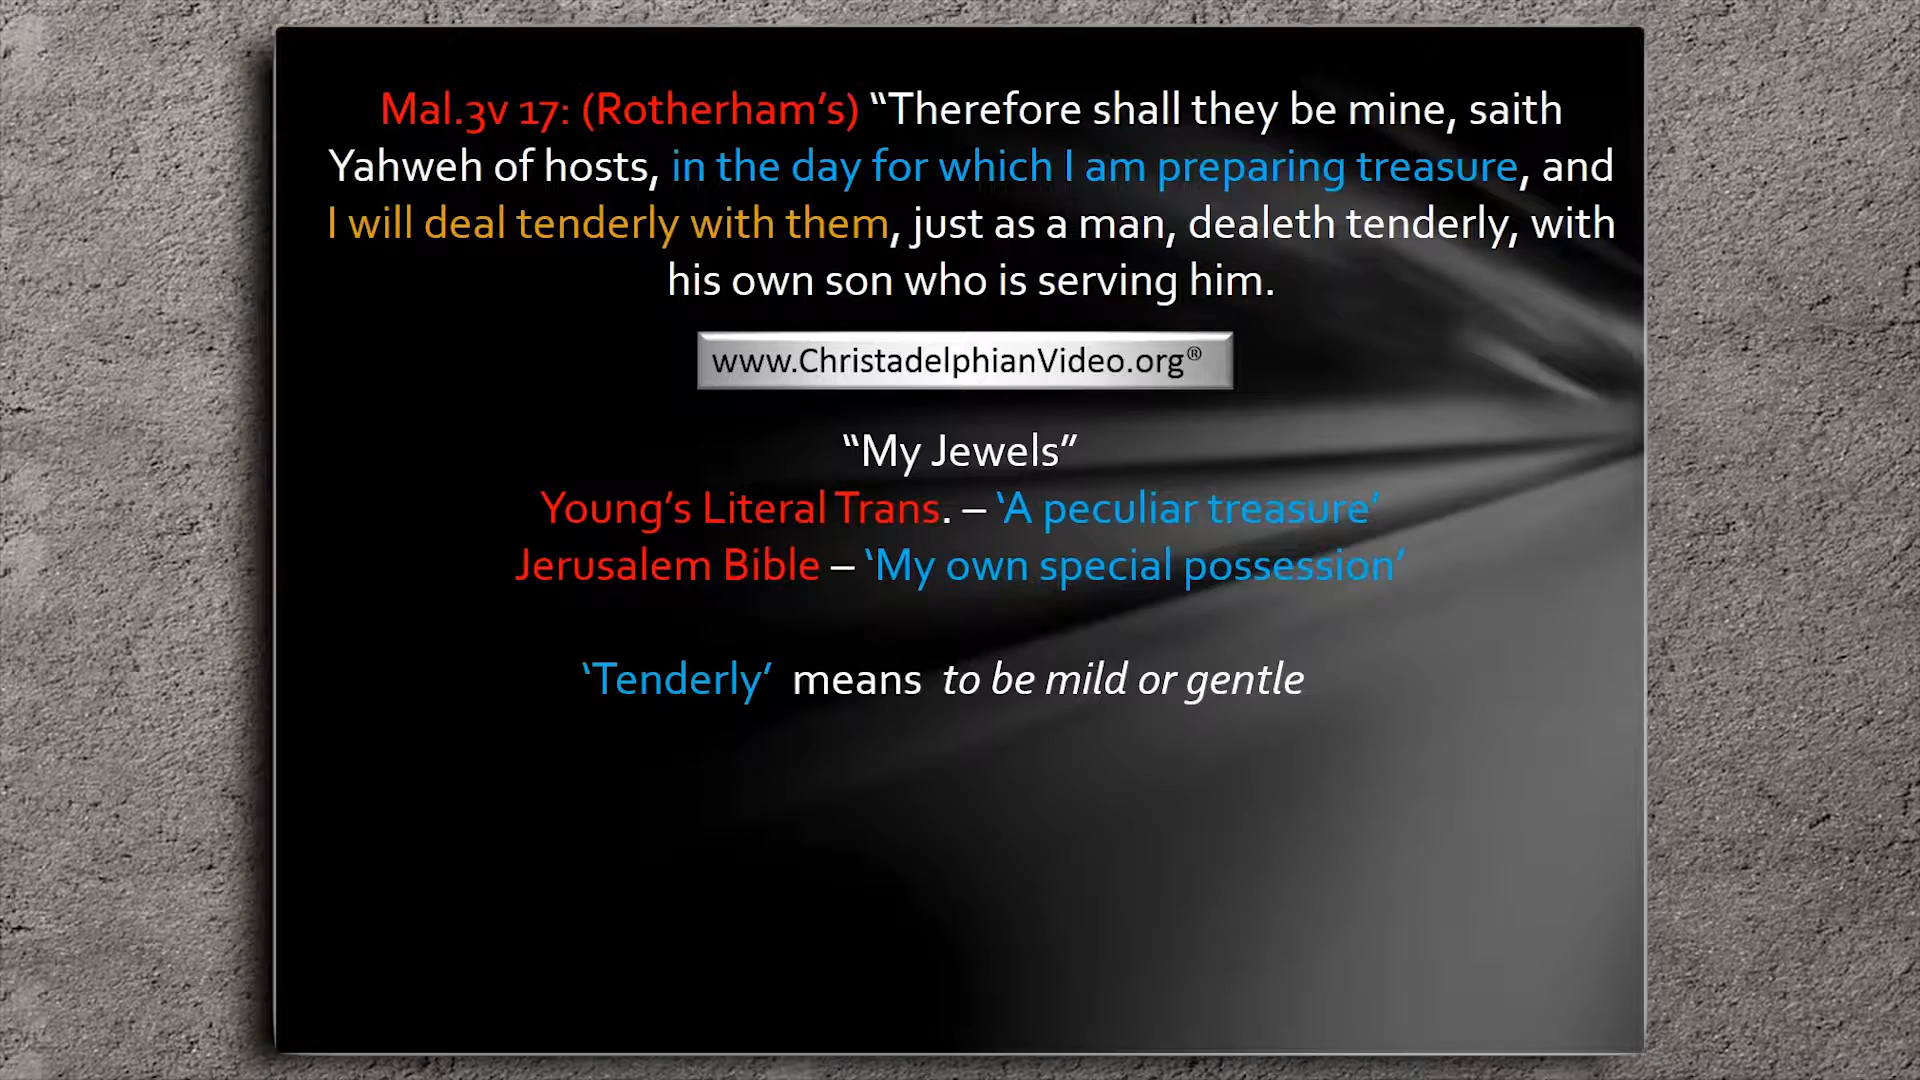 Mal.3v 17: (Rotherham’s) “Therefore shall they be mine, saith
Yahweh of hosts, in the day for which I am preparing treasure, and
I will deal tenderly with them, just as a man, dealeth tenderly, with
his own son who is serving him.
www.ChristadelphianVideo.org®
“My Jewels”
Young’s Literal Trans. – ‘A peculiar treasure’
Jerusalem Bible – ‘My own special possession’
‘Tenderly’ means to be mild or gentle